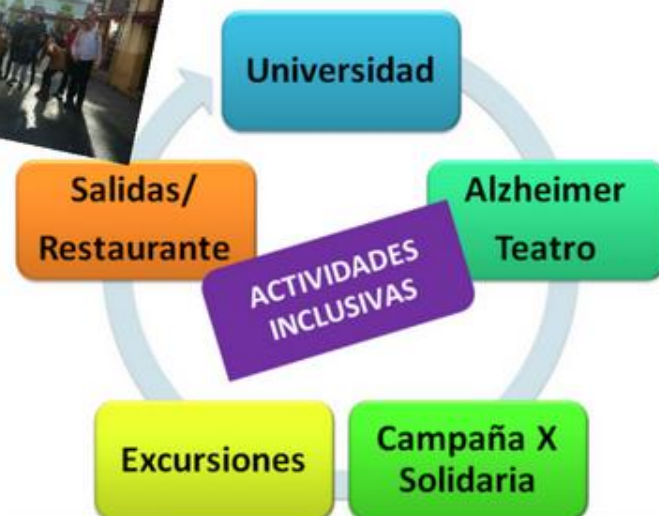 Universidad
Alzheimer
Teatro
Campaña X
Solidaria
Excursiones
Salidas/
Restaurante
ACTIVIDADES
INCLUSIVAS